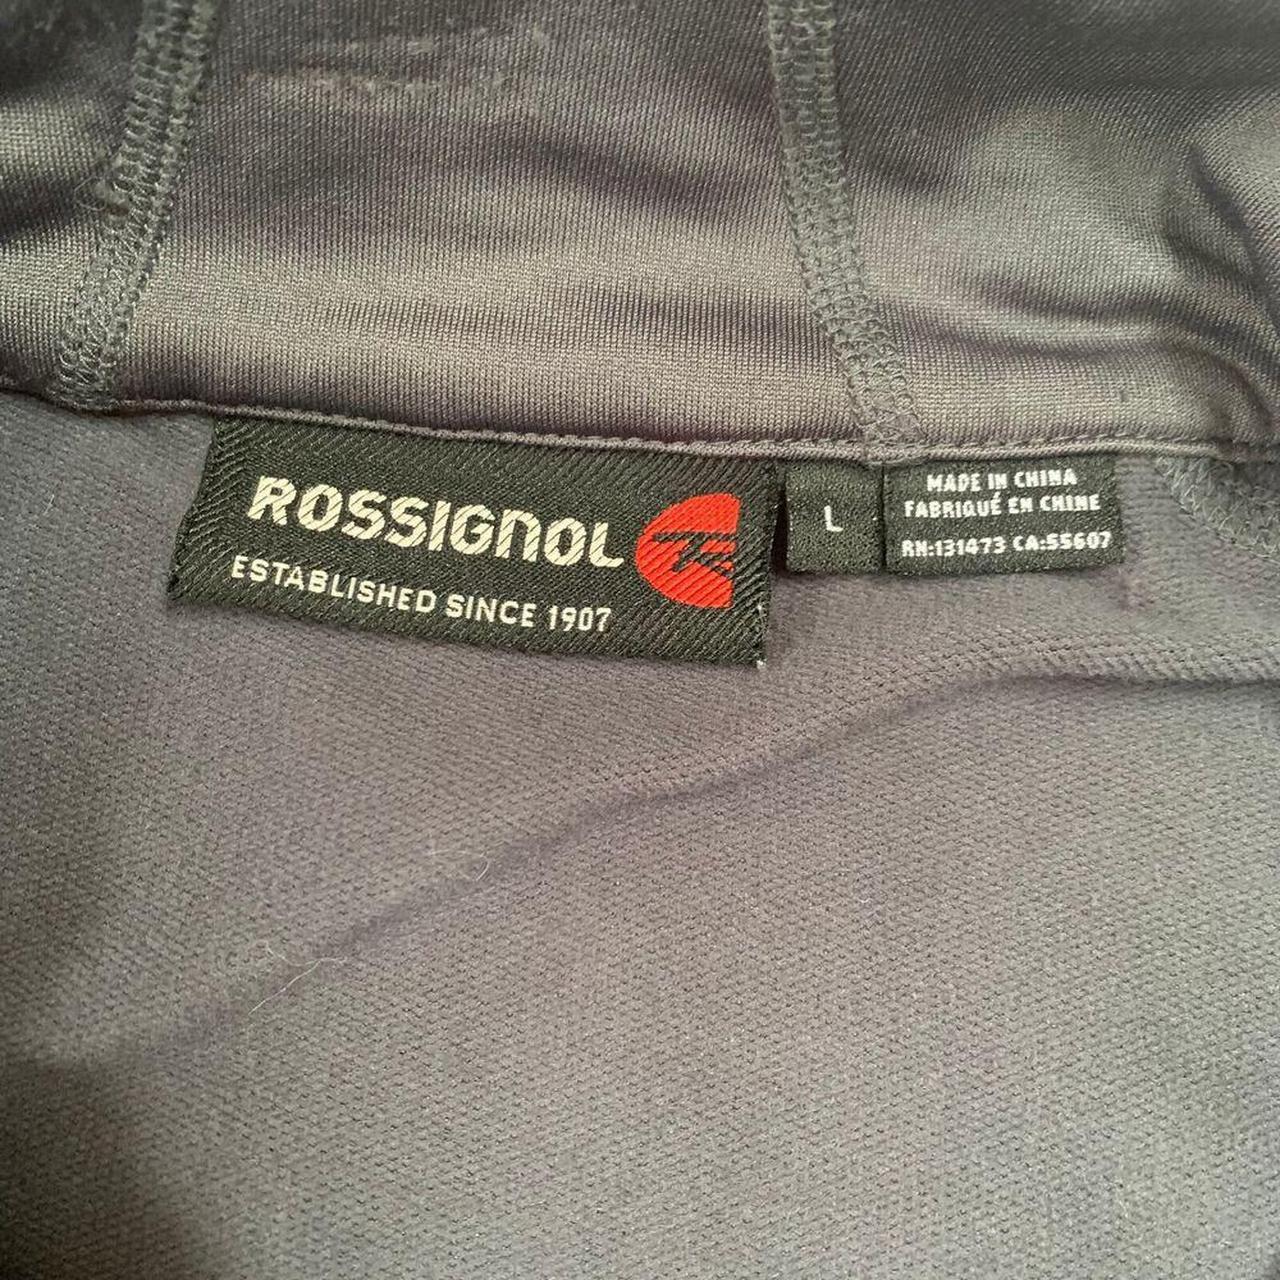 ROSSIGNOL
ESTABLISHED SINCE 1907
L
MADE IN CHINA
FABRIQUÉ EN CHINE
RN:131473 CA:55607